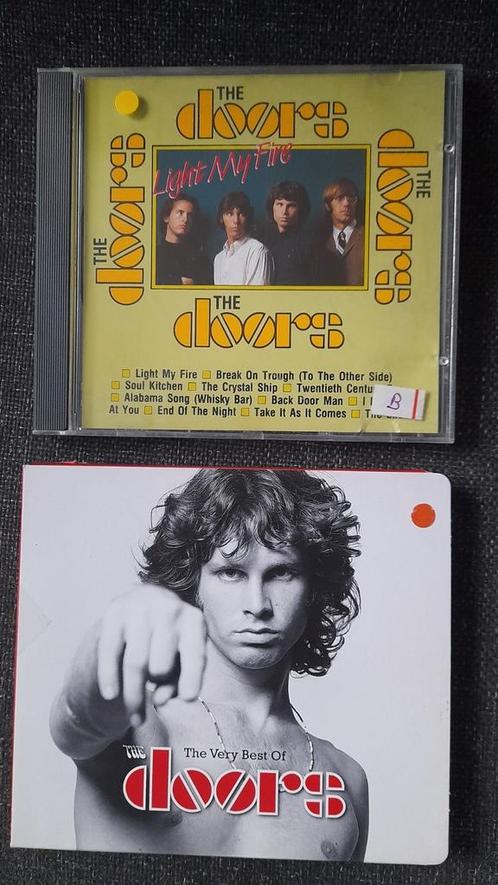 THE
doors
THE
doors
Light My Fire
THE
doors
THE
doors
Light My Fire Break On Trough (To The Other Side)
Soul Kitchen The Crystal Ship Twentieth
Alabama Song (Whisky Bar) Back Door Man I
At You End Of The Night Take It As It Comes The
B
The Very Best Of
THE
doors